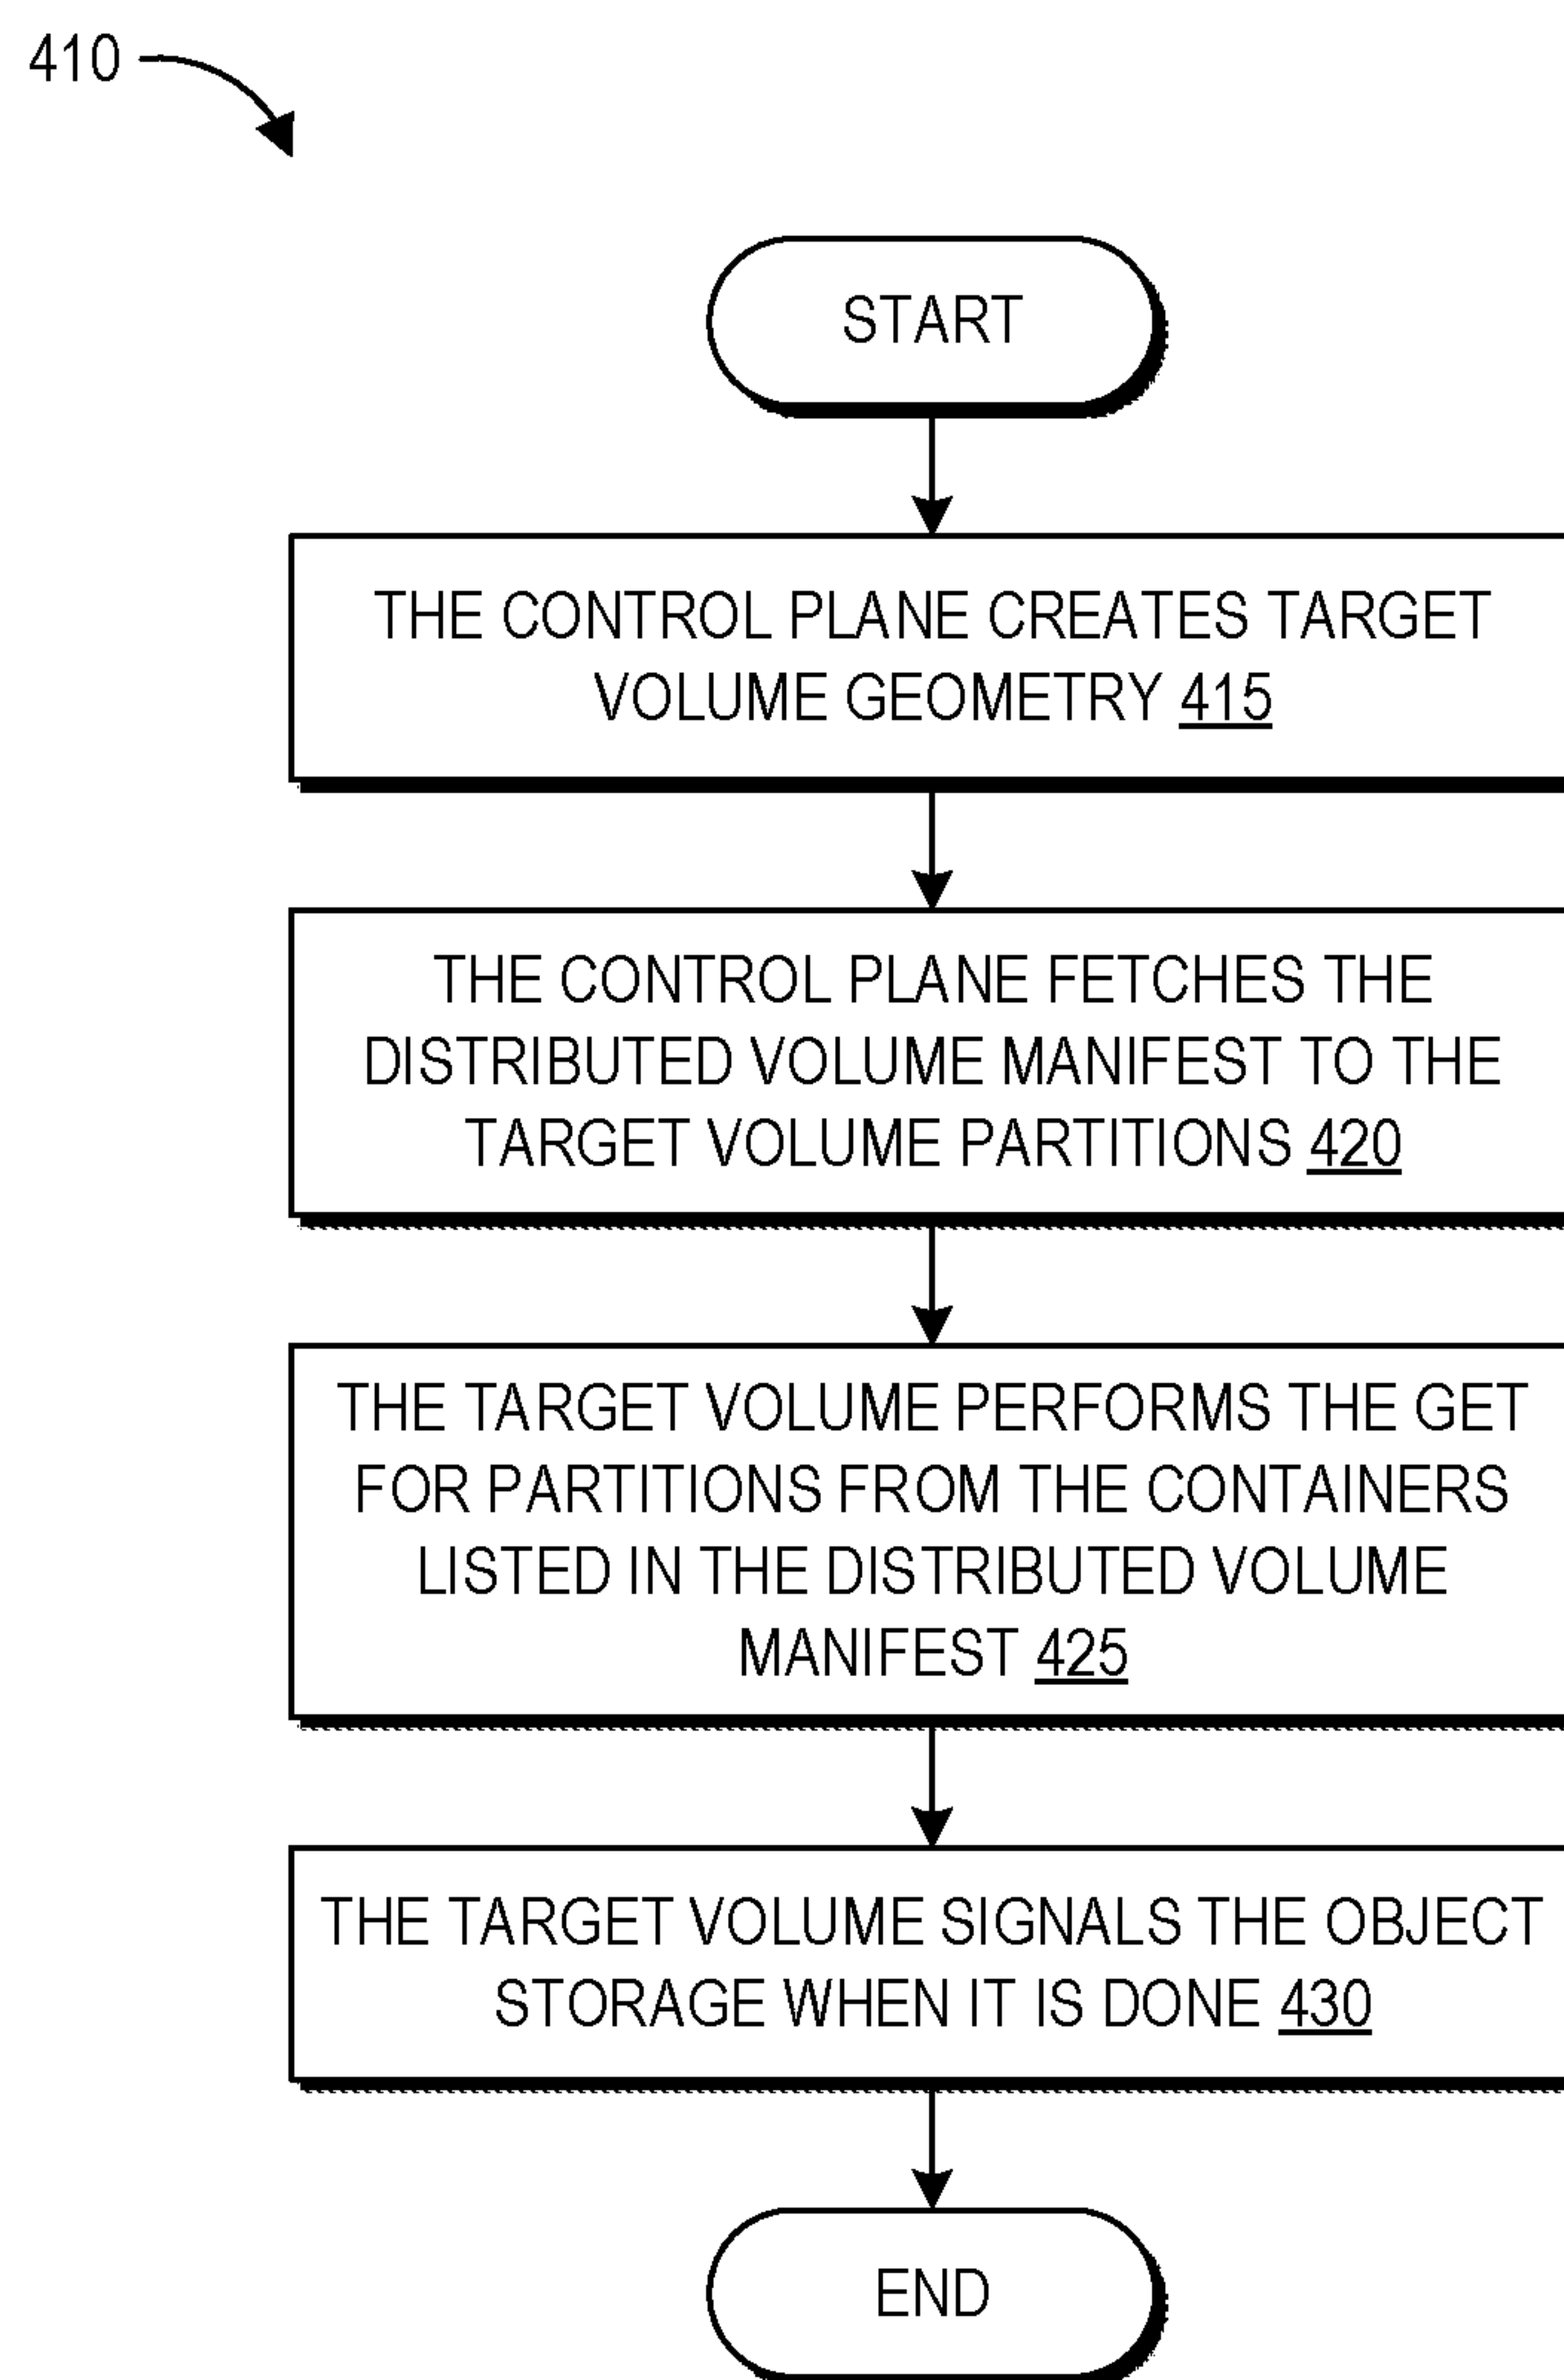 410
START
THE CONTROL PLANE CREATES TARGET
VOLUME GEOMETRY 415
THE CONTROL PLANE FETCHES THE
DISTRIBUTED VOLUME MANIFEST TO THE
TARGET VOLUME PARTITIONS 420
THE TARGET VOLUME PERFORMS THE GET
FOR PARTITIONS FROM THE CONTAINERS
LISTED IN THE DISTRIBUTED VOLUME
MANIFEST 425
THE TARGET VOLUME SIGNALS THE OBJECT
STORAGE WHEN IT IS DONE 430
END